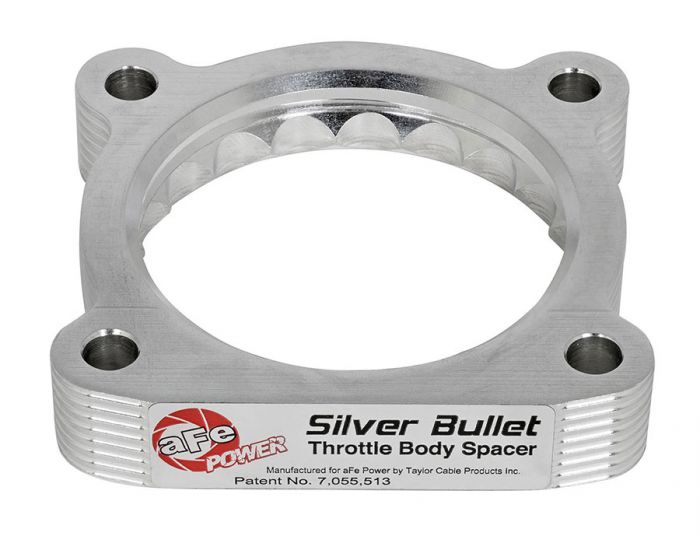 aFe
POWER
Silver Bullet
Throttle Body Spacer
Manufactured for aFe Power by Taylor Cable Products Inc.
Patent No. 7,055,513